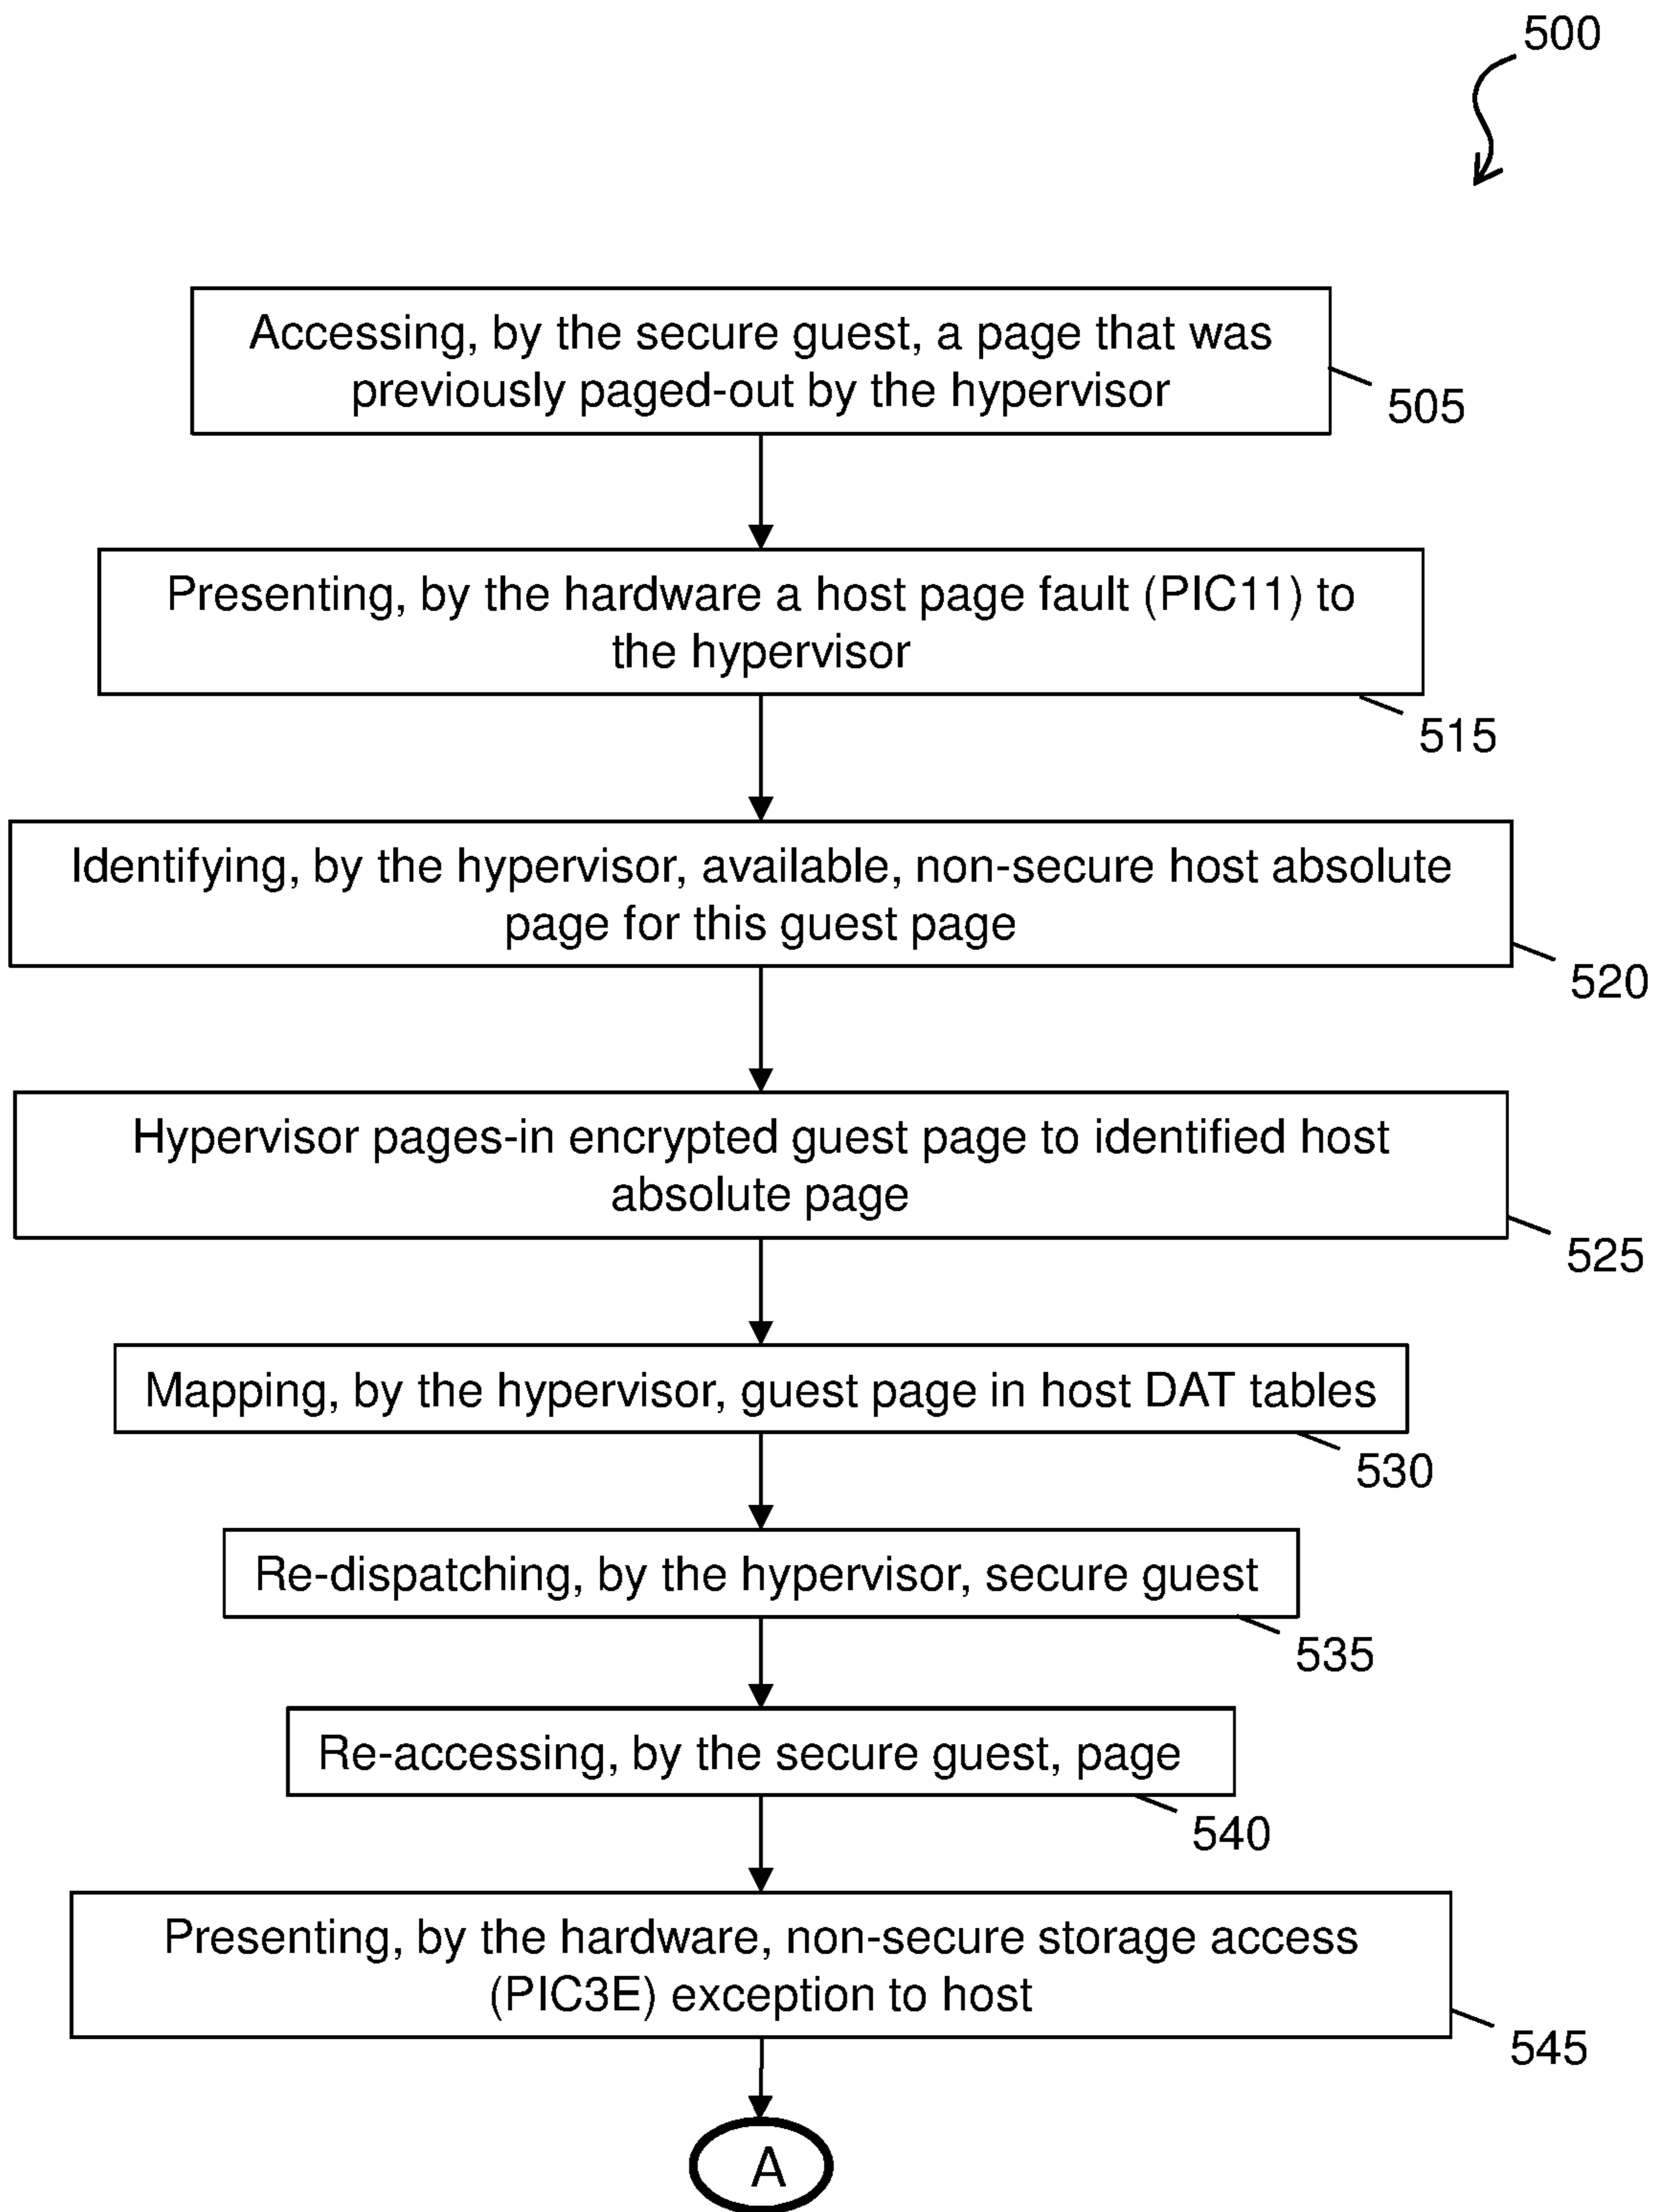 500
Accessing, by the secure guest, a page that was
previously paged-out by the hypervisor
505
Presenting, by the hardware a host page fault (PIC11) to
the hypervisor
515
Identifying, by the hypervisor, available, non-secure host absolute
page for this guest page
520
Hypervisor pages-in encrypted guest page to identified host
absolute page
525
Mapping, by the hypervisor, guest page in host DAT tables
530
Re-dispatching, by the hypervisor, secure guest
535
Re-accessing, by the secure guest, page
540
Presenting, by the hardware, non-secure storage access
(PIC3E) exception to host
545
A